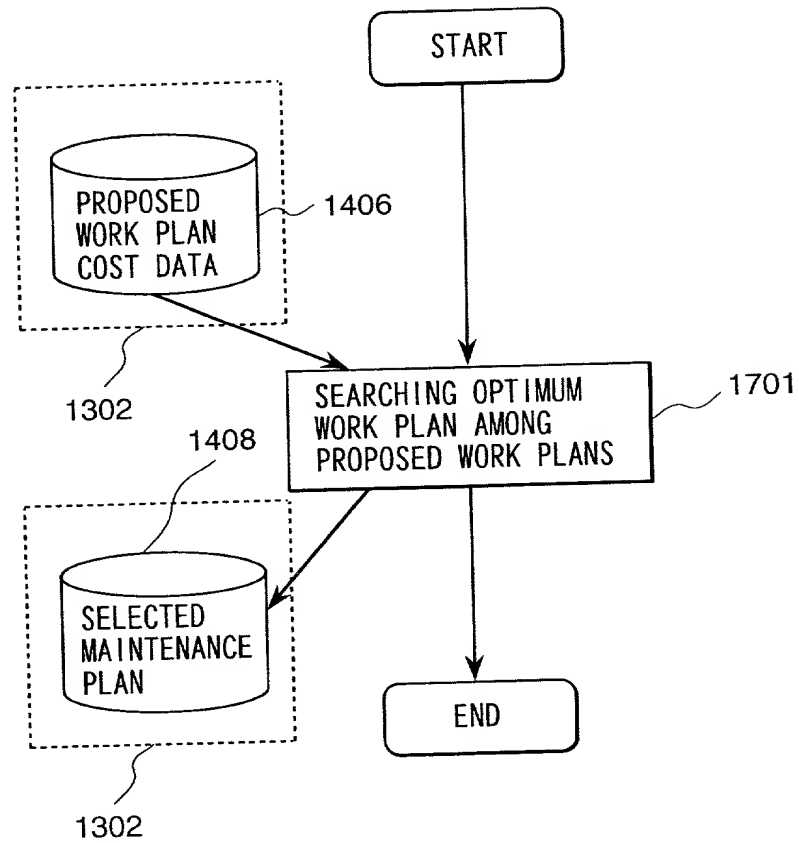 START
PROPOSED
WORK PLAN
COST DATA
1406
1302
SEARCHING OPTIMUM
WORK PLAN AMONG
PROPOSED WORK PLANS
1701
1408
SELECTED
MAINTENANCE
PLAN
END
1302